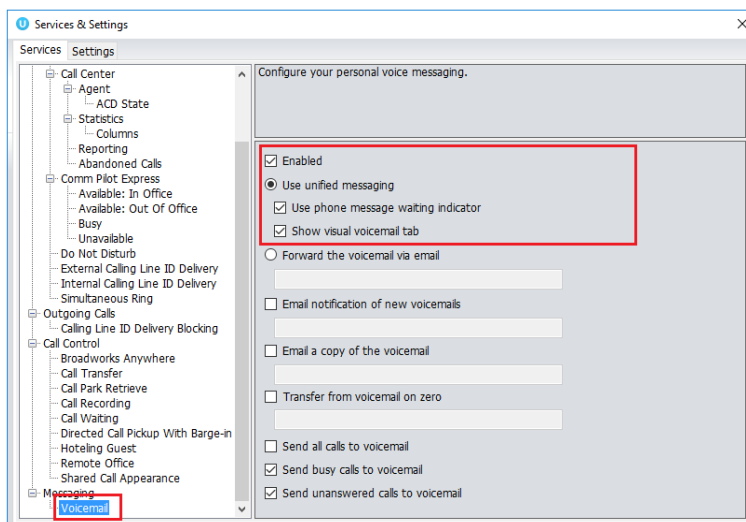 Services & Settings
Services Settings
Call Center
Agent
ACD State
Statistics
Columns
Reporting
Abandoned Calls
Comm Pilot Express
Available: In Office
Available: Out Of Office
Busy
Unavailable
Do Not Disturb
External Calling Line ID Delivery
Internal Calling Line ID Delivery
Simultaneous Ring
Outgoing Calls
Calling Line ID Delivery Blocking
Call Control
Broadworks Anywhere
Call Transfer
Call Park Retrieve
Call Recording
Call Waiting
Directed Call Pickup With Barge-in
Hoteling Guest
Remote Office
Shared Call Appearance
Messaging
Voicemail
Configure your personal voice messaging.
Enabled
Use unified messaging
Use phone message waiting indicator
Show visual voicemail tab
Forward the voicemail via email
Email notification of new voicemails
Email a copy of the voicemail
Transfer from voicemail on zero
Send all calls to voicemail
Send busy calls to voicemail
Send unanswered calls to voicemail